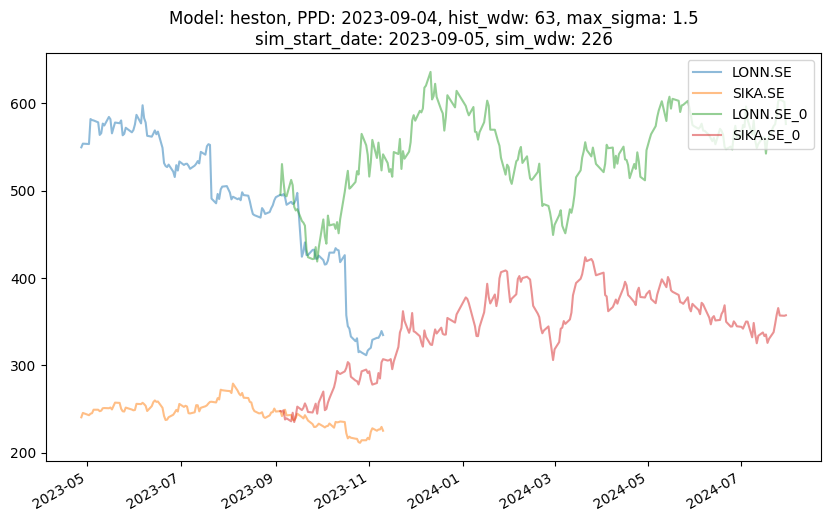 Model: heston, PPD: 2023-09-04, hist_wdw: 63, max_sigma: 1.5
sim_start_date: 2023-09-05, sim_wdw: 226
LONN.SE
SIKA.SE
LONN.SE_0
SIKA.SE_0
600
500
400
300
200
2023-05
2023-07
2023-09
2023-11
2024-01
2024-03
2024-05
2024-07